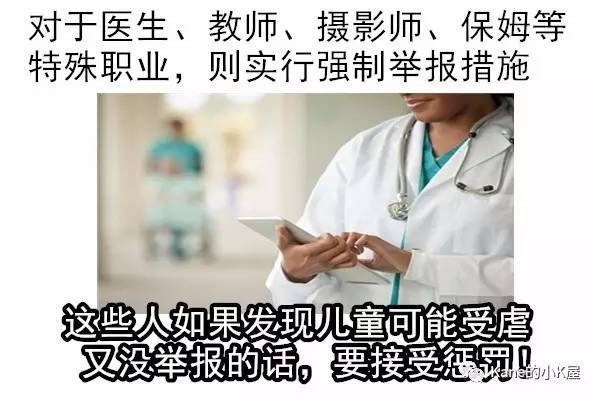 对于医生、教师、摄影师、保姆等
特殊职业，则实行强制举报措施
这些人如果发现儿童可能受虐
又没举报的话，要接受惩罚！
Kane的小K屋